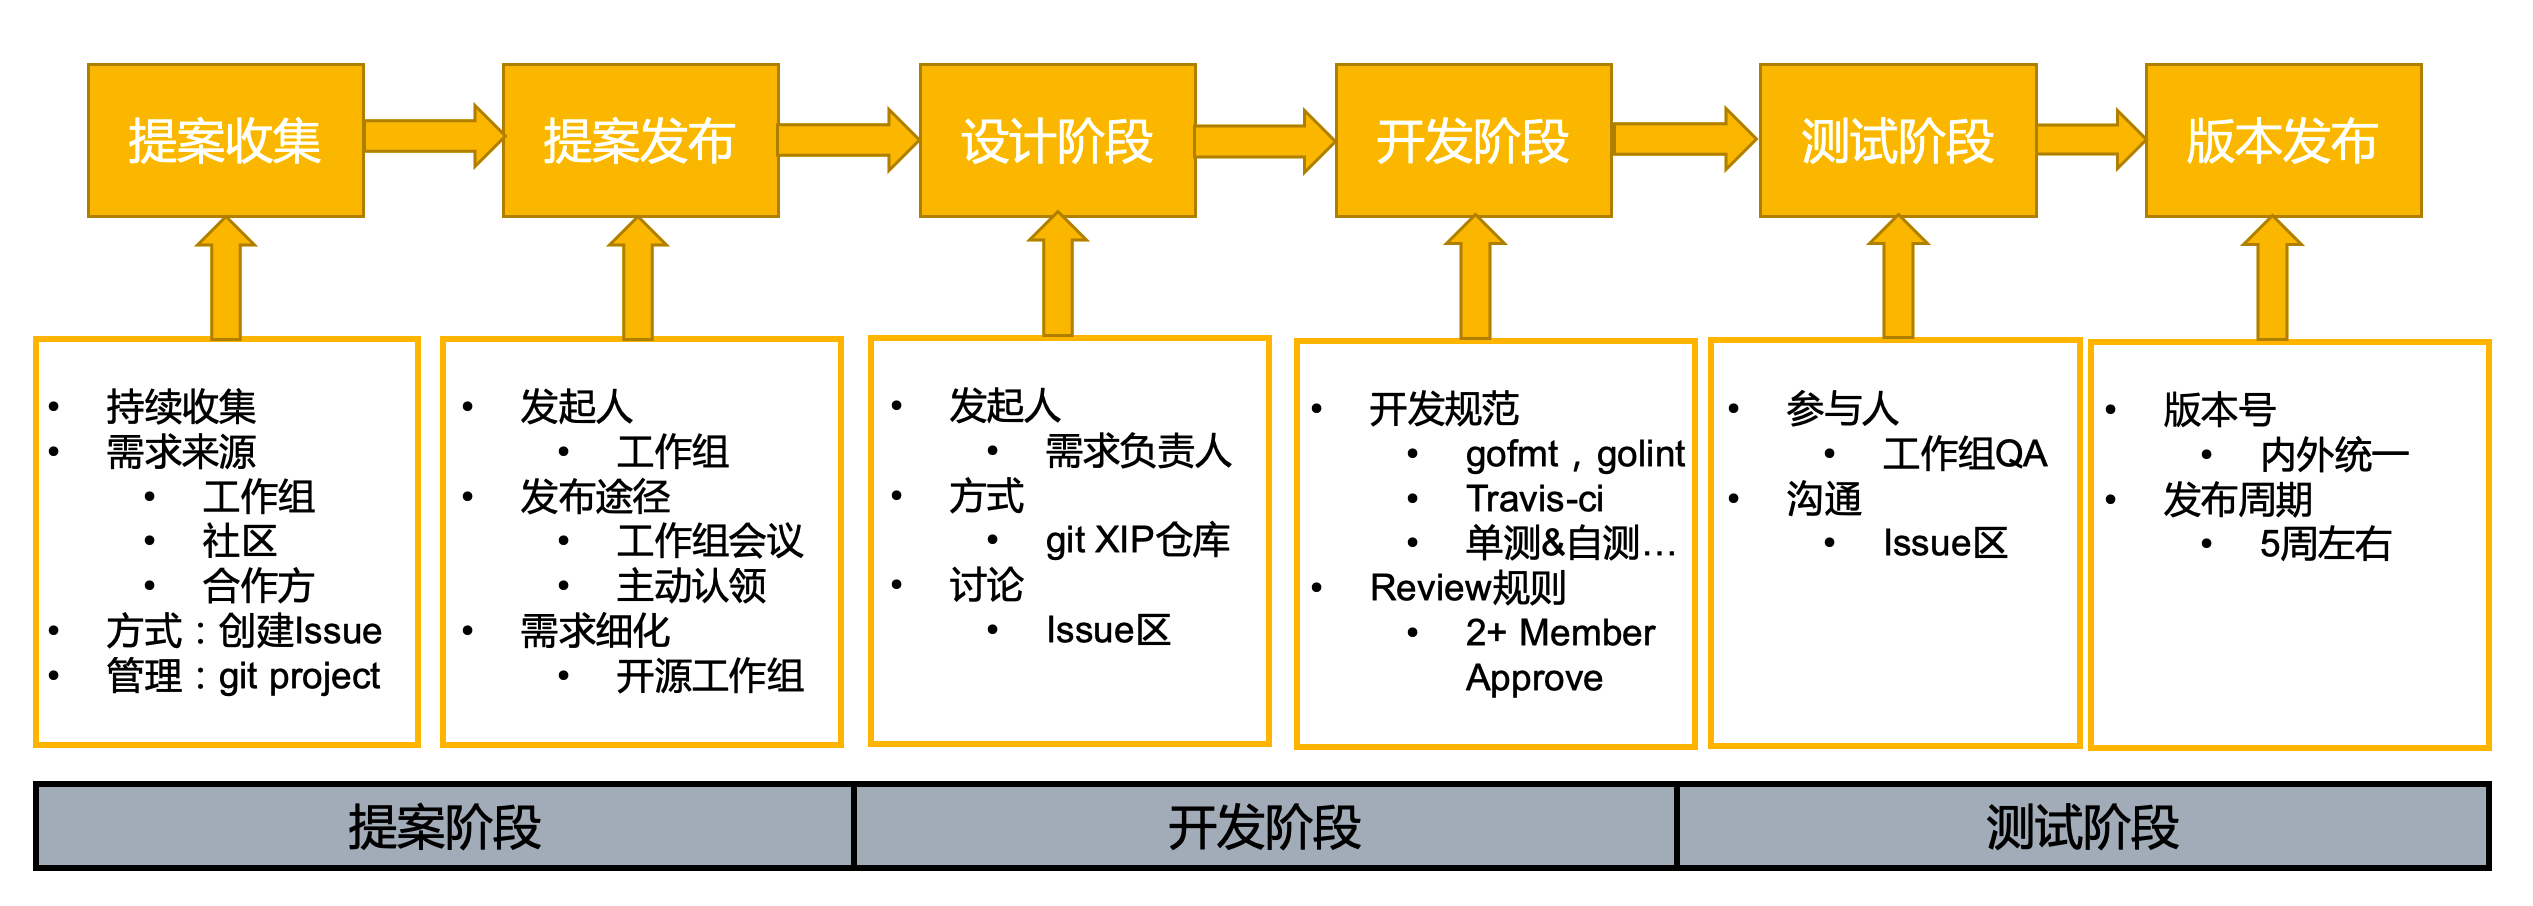 提案收集
提案发布
设计阶段
开发阶段
测试阶段
版本发布
• 持续收集
• 需求来源
• 工作组
• 社区
• 合作方
• 方式：创建Issue
• 管理：git project
• 发起人
• 工作组
• 发布途径
• 工作组会议
• 主动认领
• 需求细化
• 开源工作组
• 发起人
• 需求负责人
• 方式
• git XIP仓库
• 讨论
• Issue区
• 开发规范
• gofmt，golint
• Travis-ci
• 单测&自测...
• Review规则
• 2+ Member
Approve
• 参与人
• 工作组QA
• 沟通
• Issue区
• 版本号
• 内外统一
• 发布周期
• 5周左右
提案阶段
开发阶段
测试阶段